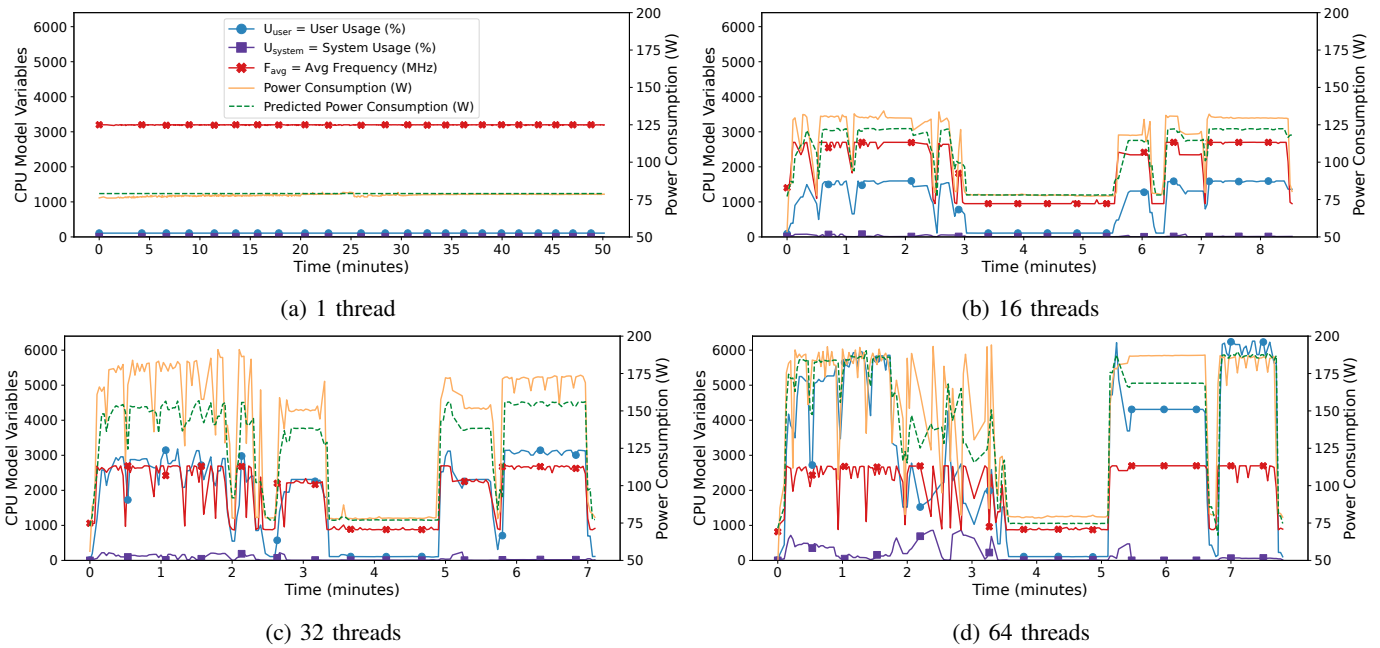 6000
5000
4000
3000
2000
1000
0
CPU Model Variables
U_user = User Usage (%)
U_system = System Usage (%)
F_avg = Avg Frequency (MHz)
Power Consumption (W)
Predicted Power Consumption (W)
200
175
150
125
100
75
50
Power Consumption (W)
0 5 10 15 20 25 30 35 40 45 50
Time (minutes)
(a) 1 thread
6000
5000
4000
3000
2000
1000
0
CPU Model Variables
200
175
150
125
100
75
50
Power Consumption (W)
0 1 2 3 4 5 6 7 8
Time (minutes)
(b) 16 threads
6000
5000
4000
3000
2000
1000
0
CPU Model Variables
200
175
150
125
100
75
50
Power Consumption (W)
0 1 2 3 4 5 6 7
Time (minutes)
(c) 32 threads
6000
5000
4000
3000
2000
1000
0
CPU Model Variables
200
175
150
125
100
75
50
Power Consumption (W)
0 1 2 3 4 5 6 7
Time (minutes)
(d) 64 threads